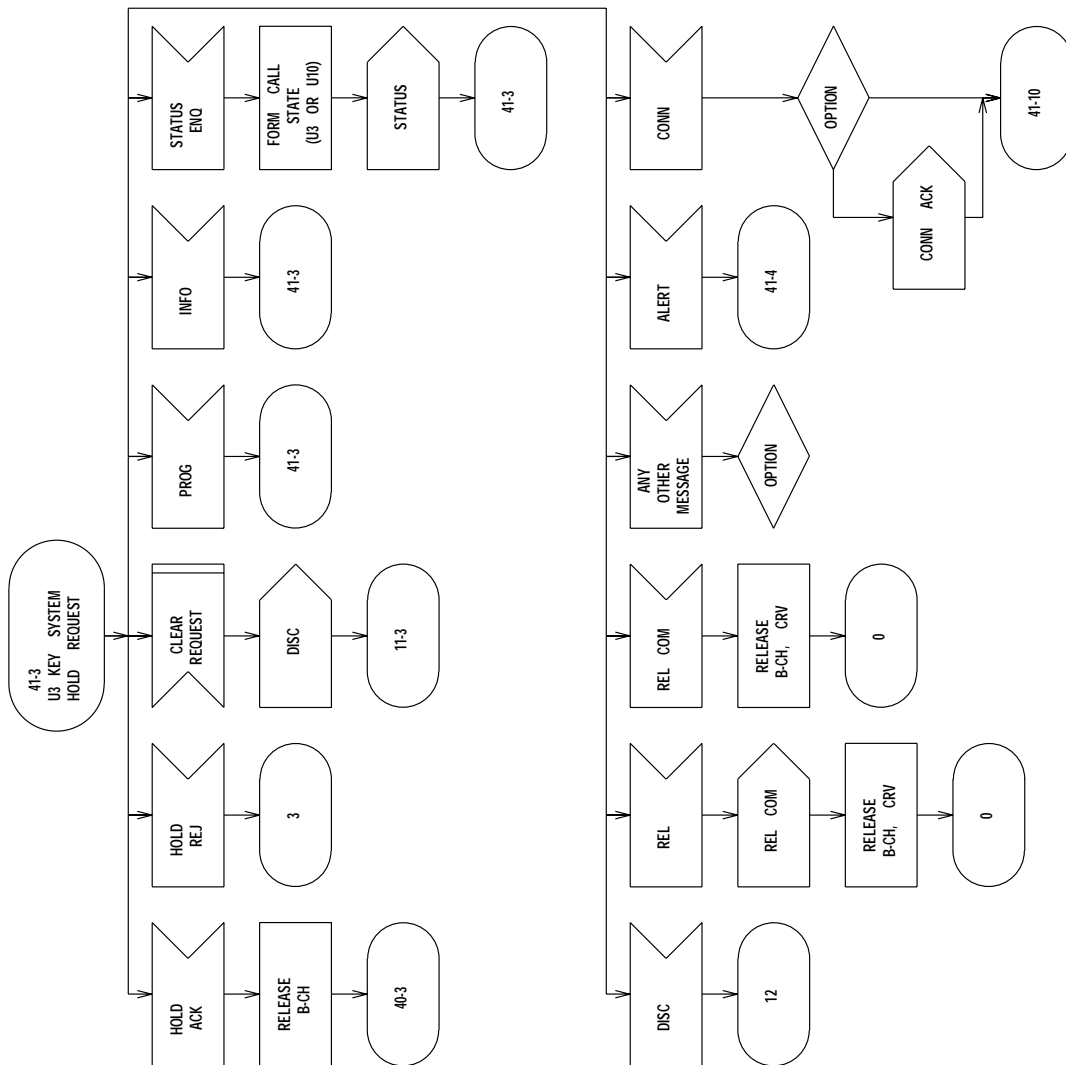 41-3
U3 KEY SYSTEM
HOLD REQUEST
HOLD
ACK
RELEASE
B-CH
40-3
HOLD
REJ
3
CLEAR
REQUEST
DISC
11-3
PROG
41-3
INFO
41-3
STATUS
ENQ
FORM CALL
STATE
(U3 OR U10)
STATUS
41-3
DISC
12
REL
REL COM
RELEASE
B-CH, CRV
0
REL COM
RELEASE
B-CH, CRV
0
ANY
OTHER
MESSAGE
OPTION
ALERT
41-4
CONN
OPTION
CONN ACK
41-10